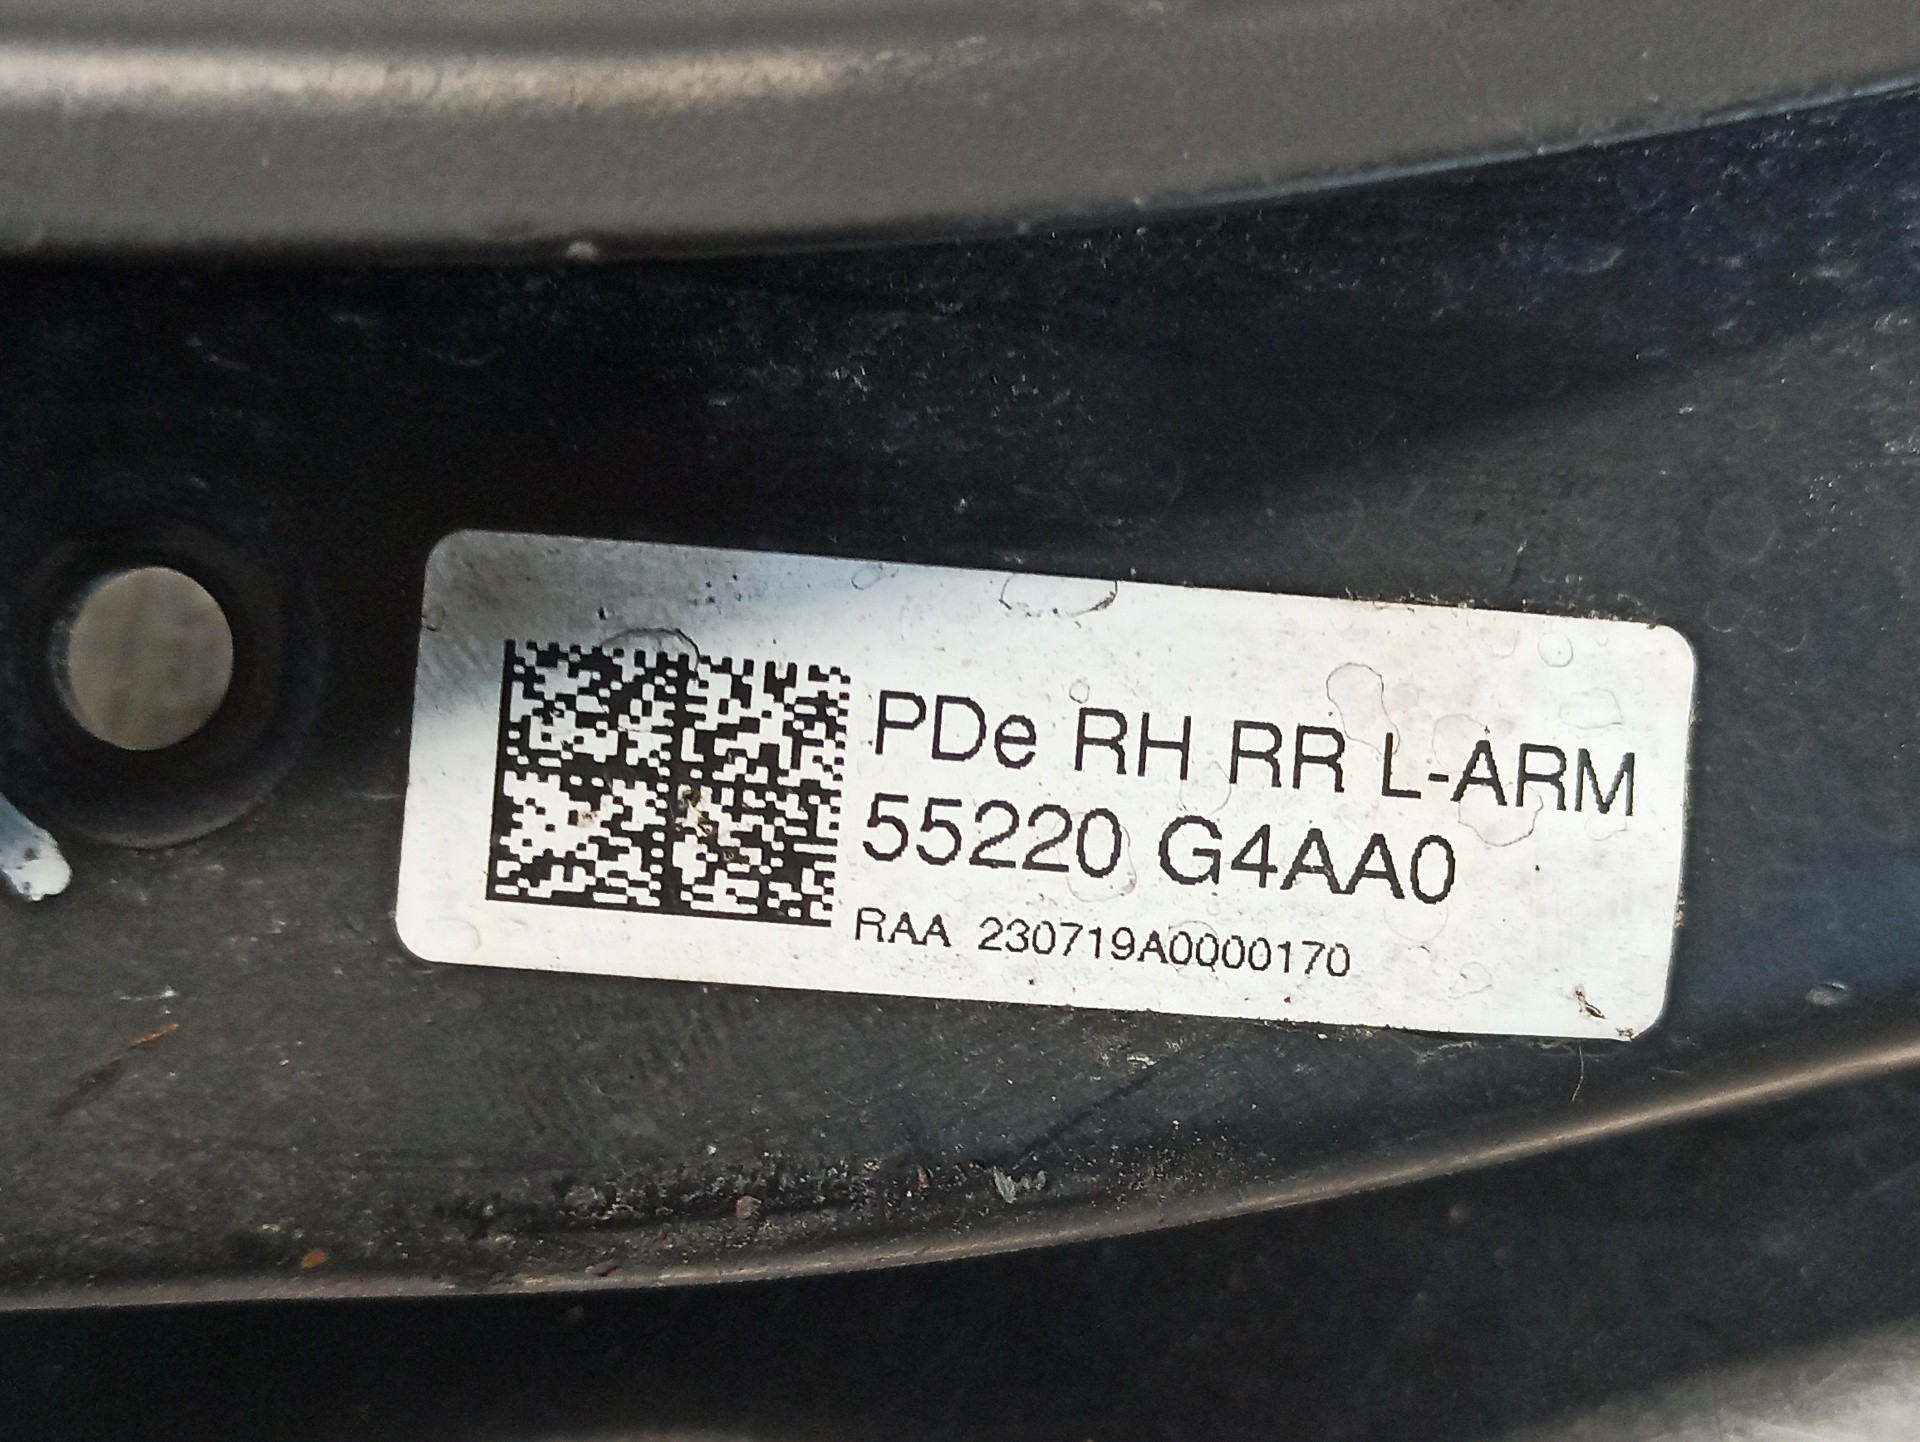 PDe RH RR L-ARM
55220 G4AA0
RAA 230719A0000170